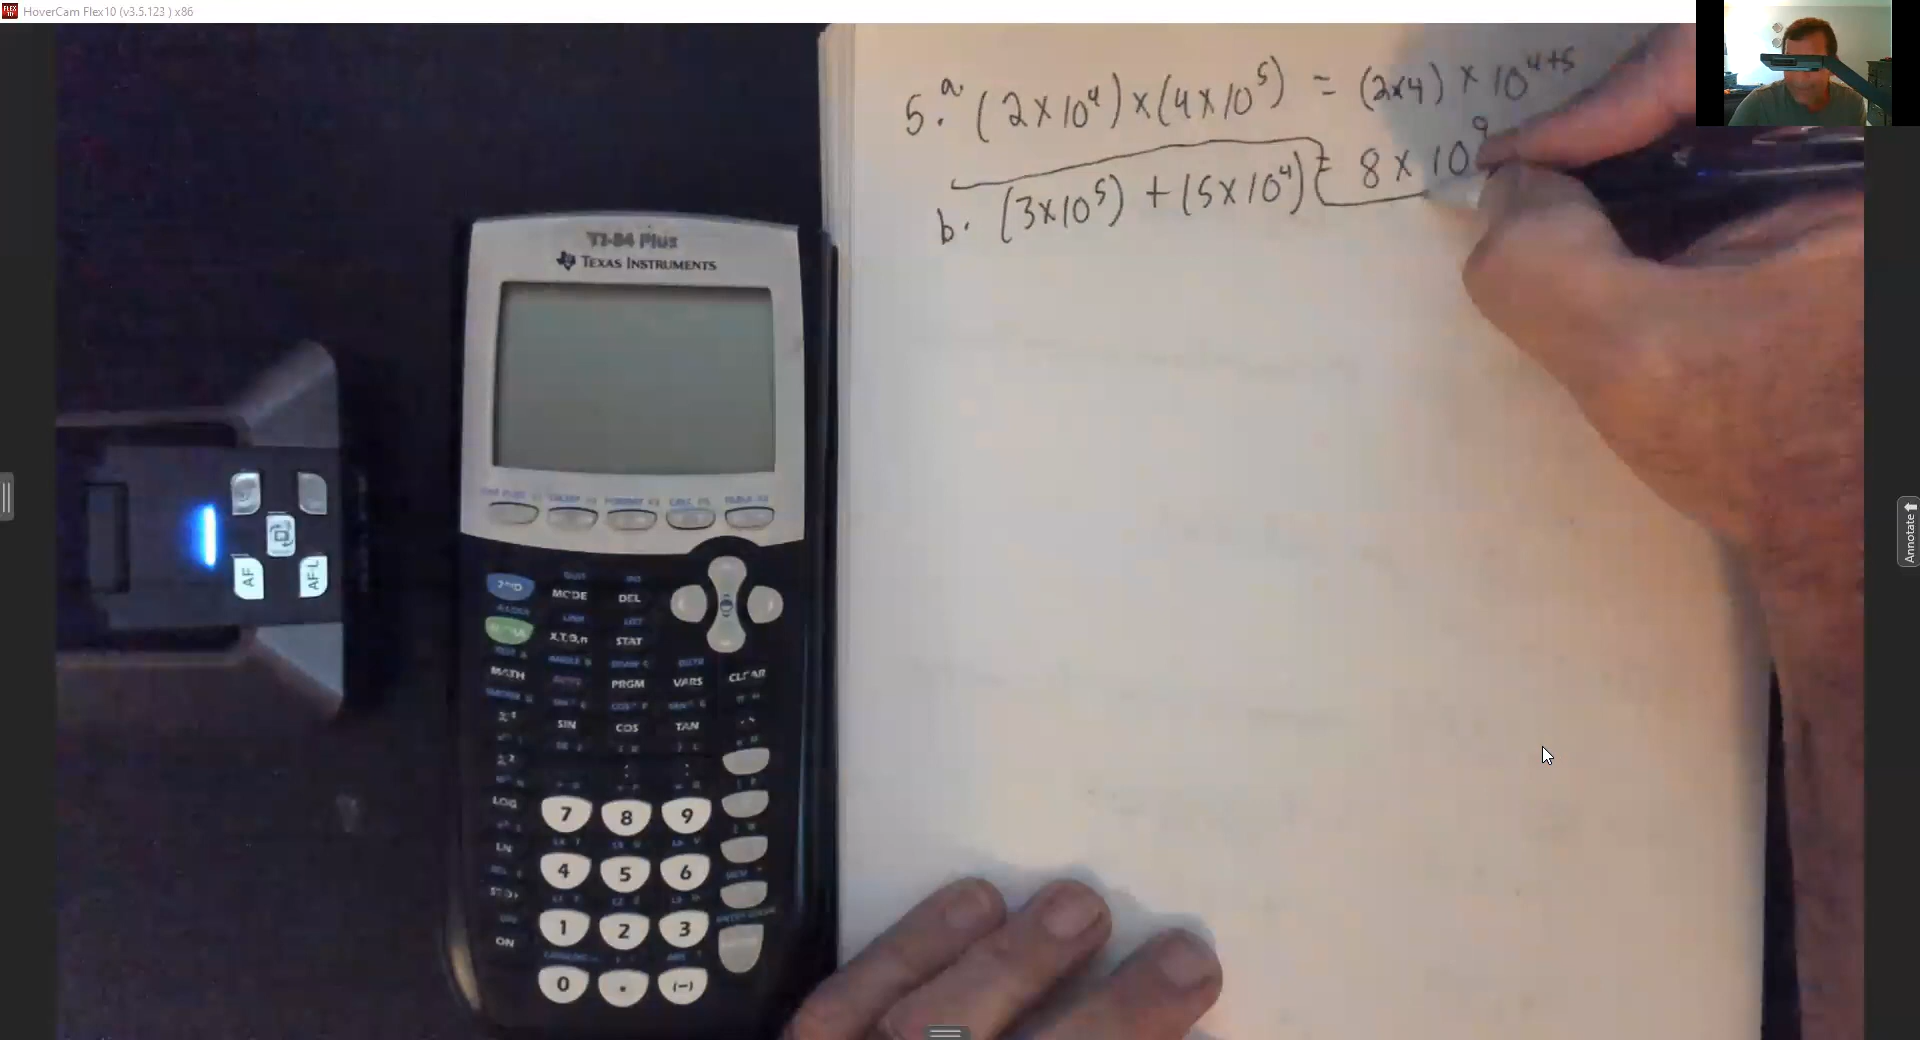 HoverCam Flex10 (v3.5.123 ) x86
5. a (2×10⁴)×(4×10⁵) = (2×4) × 10⁴⁺⁵
= 8 × 10⁹
b. (3×10⁵) + (5×10⁴)
TI-84 Plus
TEXAS INSTRUMENTS
2ND MODE DEL
X,T,Θ,n STAT
MATH PRGM VARS CLEAR
SIN COS TAN
LOG 7 8 9
LN 4 5 6
1 2 3
ON
0 . (−)
AF AF-L
Annotate